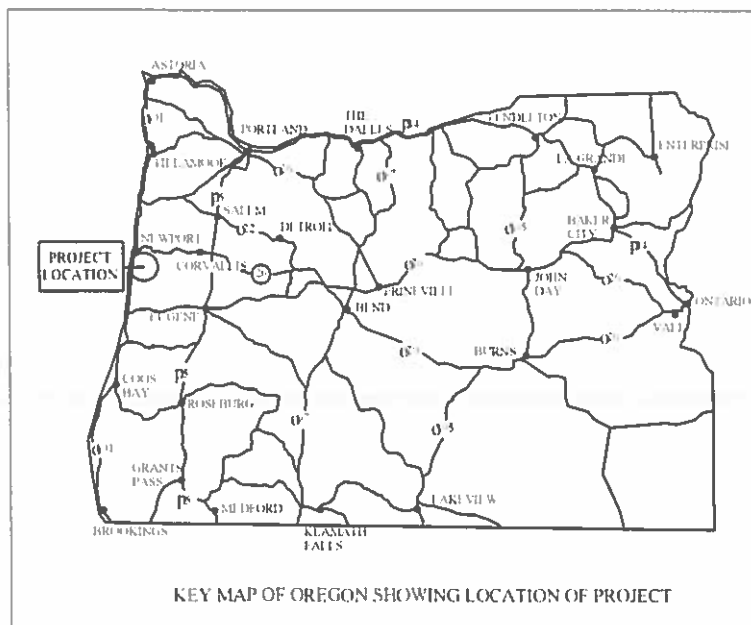 ASTORIA
PORTLAND
THE
DALLES
PENDLETON
TILLAMOOK
LA GRANDE
ENTERPRISE
SALEM
DETROIT
BAKER
CITY
NEWPORT
PROJECT
LOCATION
CORVALLIS
26
PRINEVILLE
JOHN
DAY
ONTARIO
VALE
EUGENE
BEND
BURNS
COOS
BAY
ROSEBURG
GRANTS
PASS
MEDFORD
LAKEVIEW
BROOKINGS
KLAMATH
FALLS
KEY MAP OF OREGON SHOWING LOCATION OF PROJECT